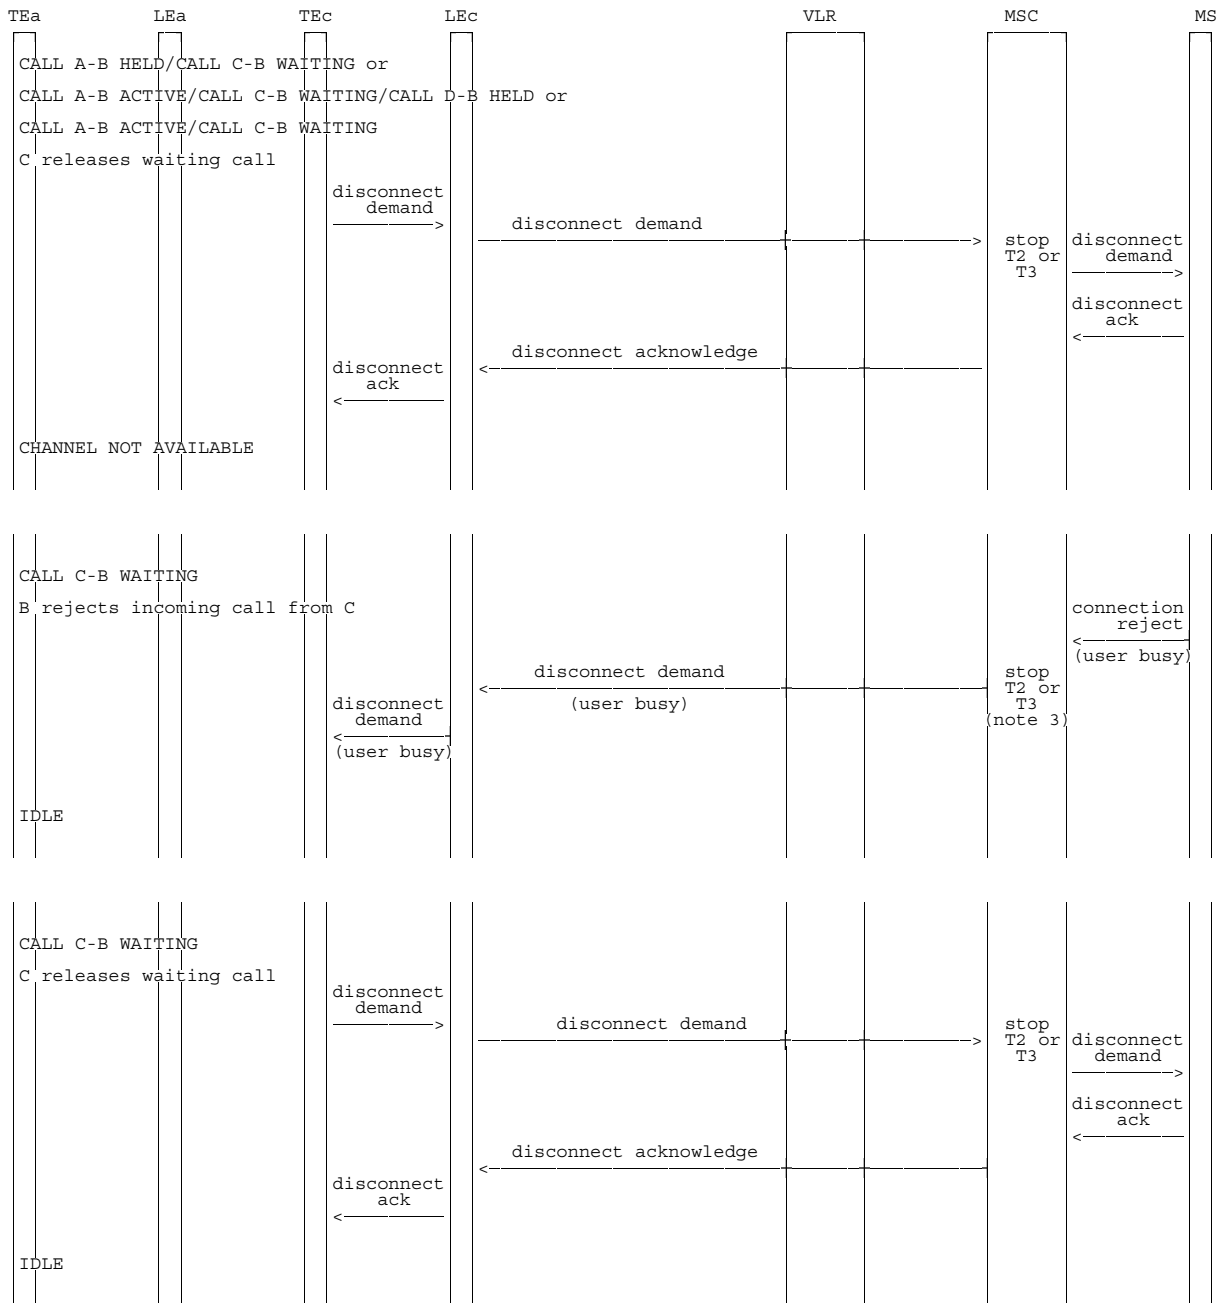 TEa LEa TEc LEc VLR MSC MS
CALL A-B HELD/CALL C-B WAITING or
CALL A-B ACTIVE/CALL C-B WAITING/CALL D-B HELD or
CALL A-B ACTIVE/CALL C-B WAITING
C releases waiting call
disconnect
demand
disconnect demand
stop
T2 or
T3
disconnect
demand
disconnect
ack
disconnect acknowledge
disconnect
ack
CHANNEL NOT AVAILABLE
CALL C-B WAITING
B rejects incoming call from C
connection
reject
(user busy)
disconnect demand
(user busy)
stop
T2 or
T3
(note 3)
disconnect
demand
(user busy)
IDLE
CALL C-B WAITING
C releases waiting call
disconnect
demand
disconnect demand
stop
T2 or
T3
disconnect
demand
disconnect
ack
disconnect acknowledge
disconnect
ack
IDLE